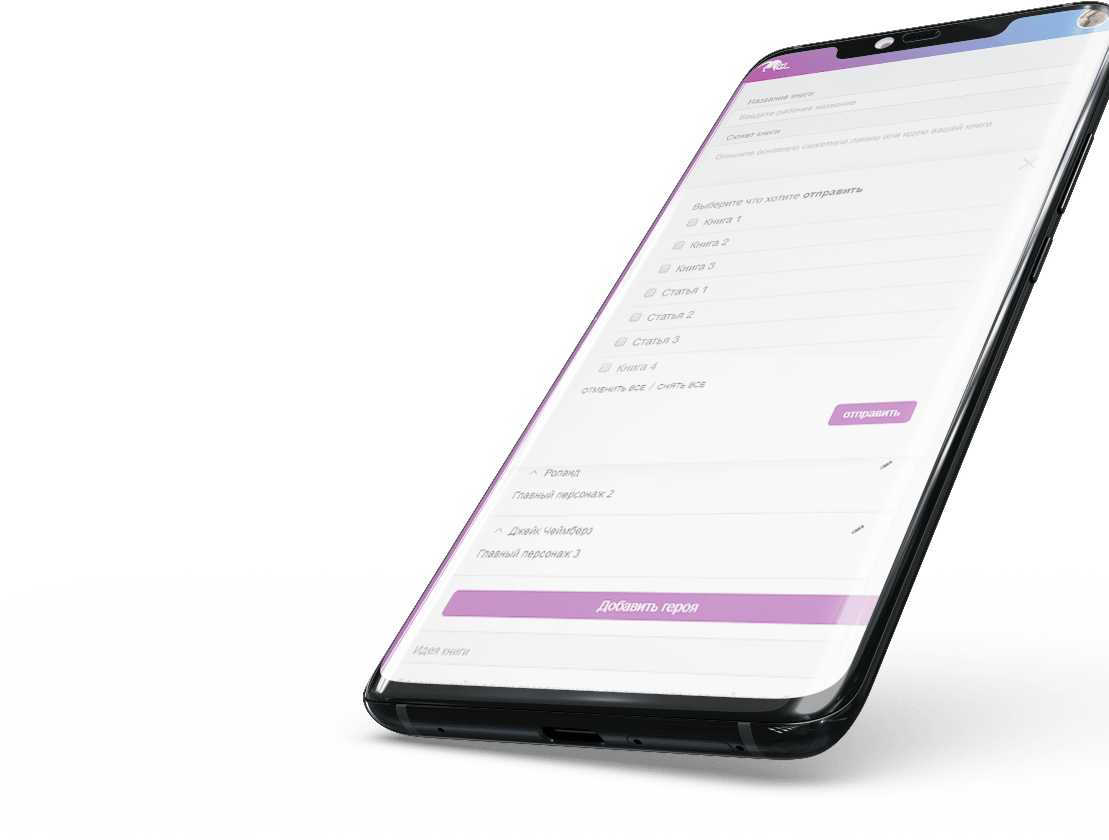 Название книги
Введите рабочее название
Сюжет книги
Опишите основную сюжетную линию или идею вашей книги
Выберите что хотите отправить
Книга 1
Книга 2
Книга 3
Статья 1
Статья 2
Статья 3
Книга 4
ОТМЕНИТЬ ВСЕ / СНЯТЬ ВСЕ
отправить
Роланд
Главный персонаж 2
Джейк Чеймберз
Главный персонаж 3
Добавить героя
Идея книги